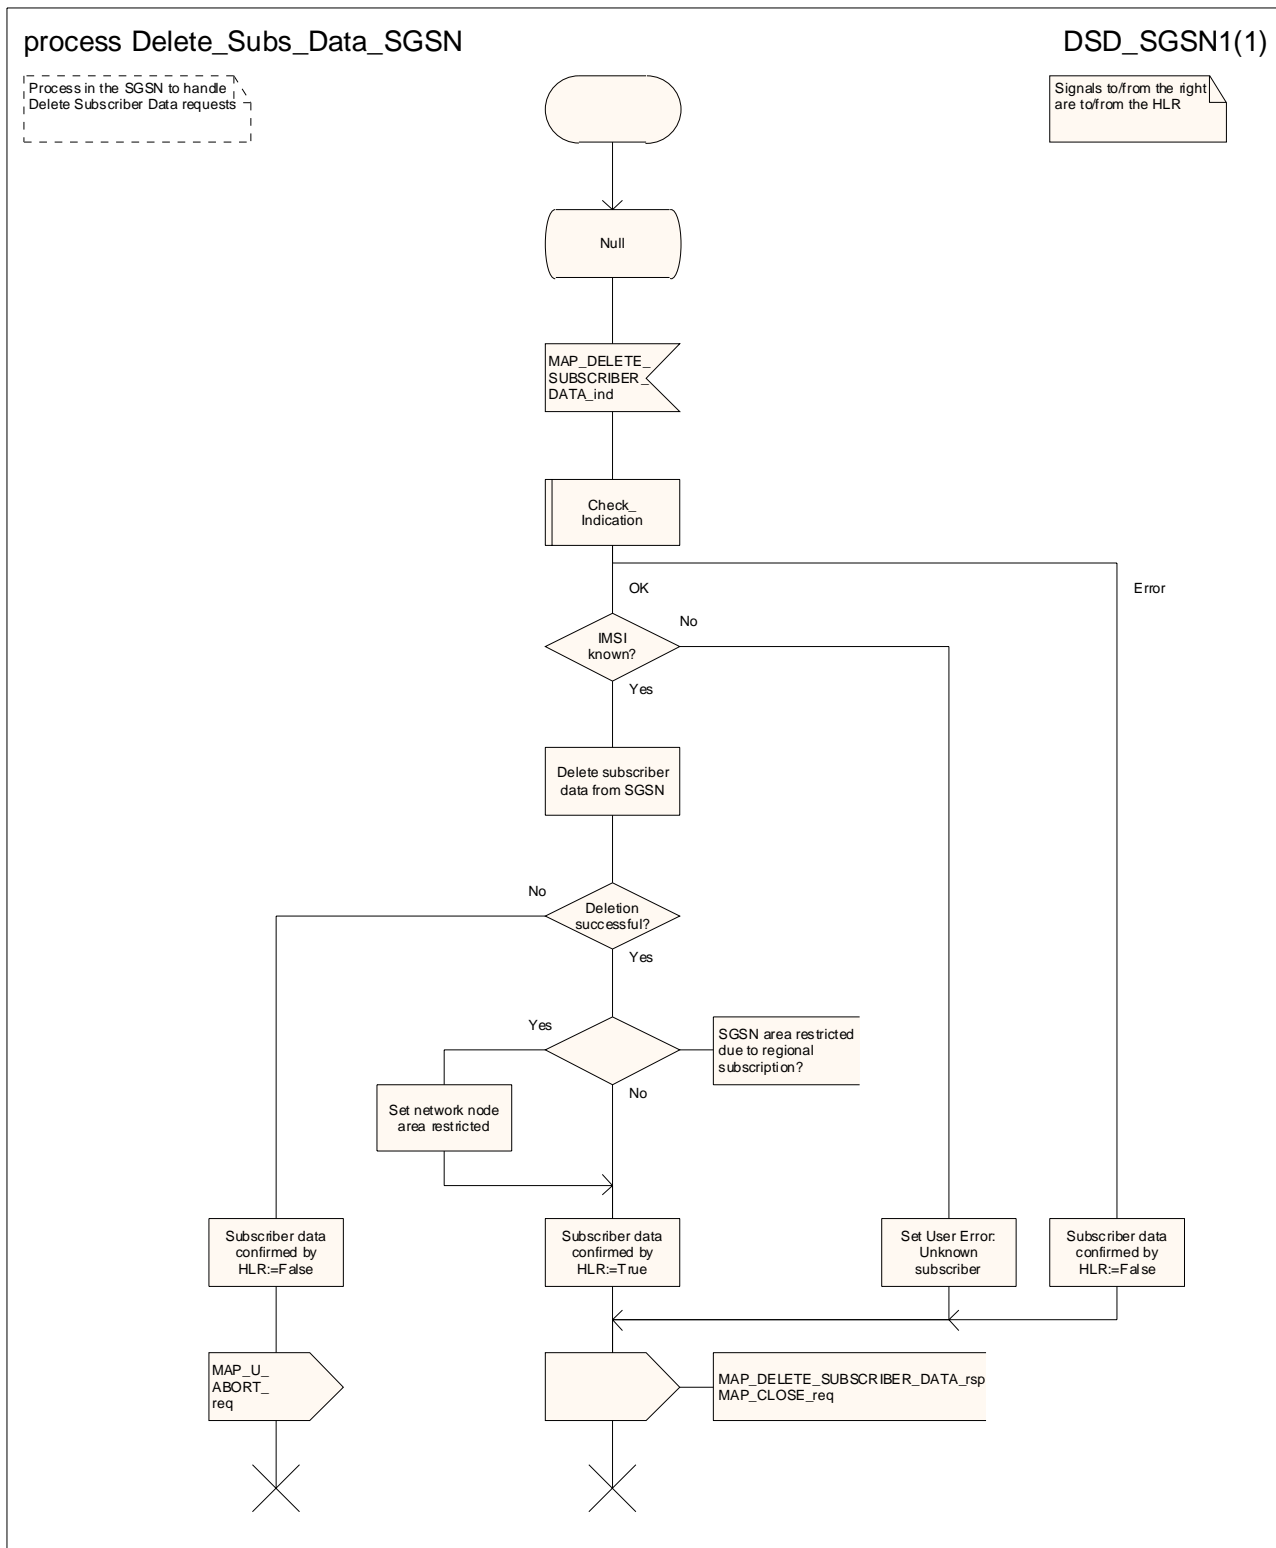 process Delete_Subs_Data_SGSN
DSD_SGSN1(1)
Process in the SGSN to handle
Delete Subscriber Data requests
Signals to/from the right
are to/from the HLR
Null
MAP_DELETE_
SUBSCRIBER_
DATA_ind
Check_
Indication
OK
Error
IMSI
known?
No
Yes
Delete subscriber
data from SGSN
Deletion
successful?
No
Yes
Yes
SGSN area restricted
due to regional
subscription?
No
Set network node
area restricted
Subscriber data
confirmed by
HLR:=False
Subscriber data
confirmed by
HLR:=True
Set User Error:
Unknown
subscriber
Subscriber data
confirmed by
HLR:=False
MAP_U_
ABORT_
req
MAP_DELETE_SUBSCRIBER_DATA_rsp
MAP_CLOSE_req